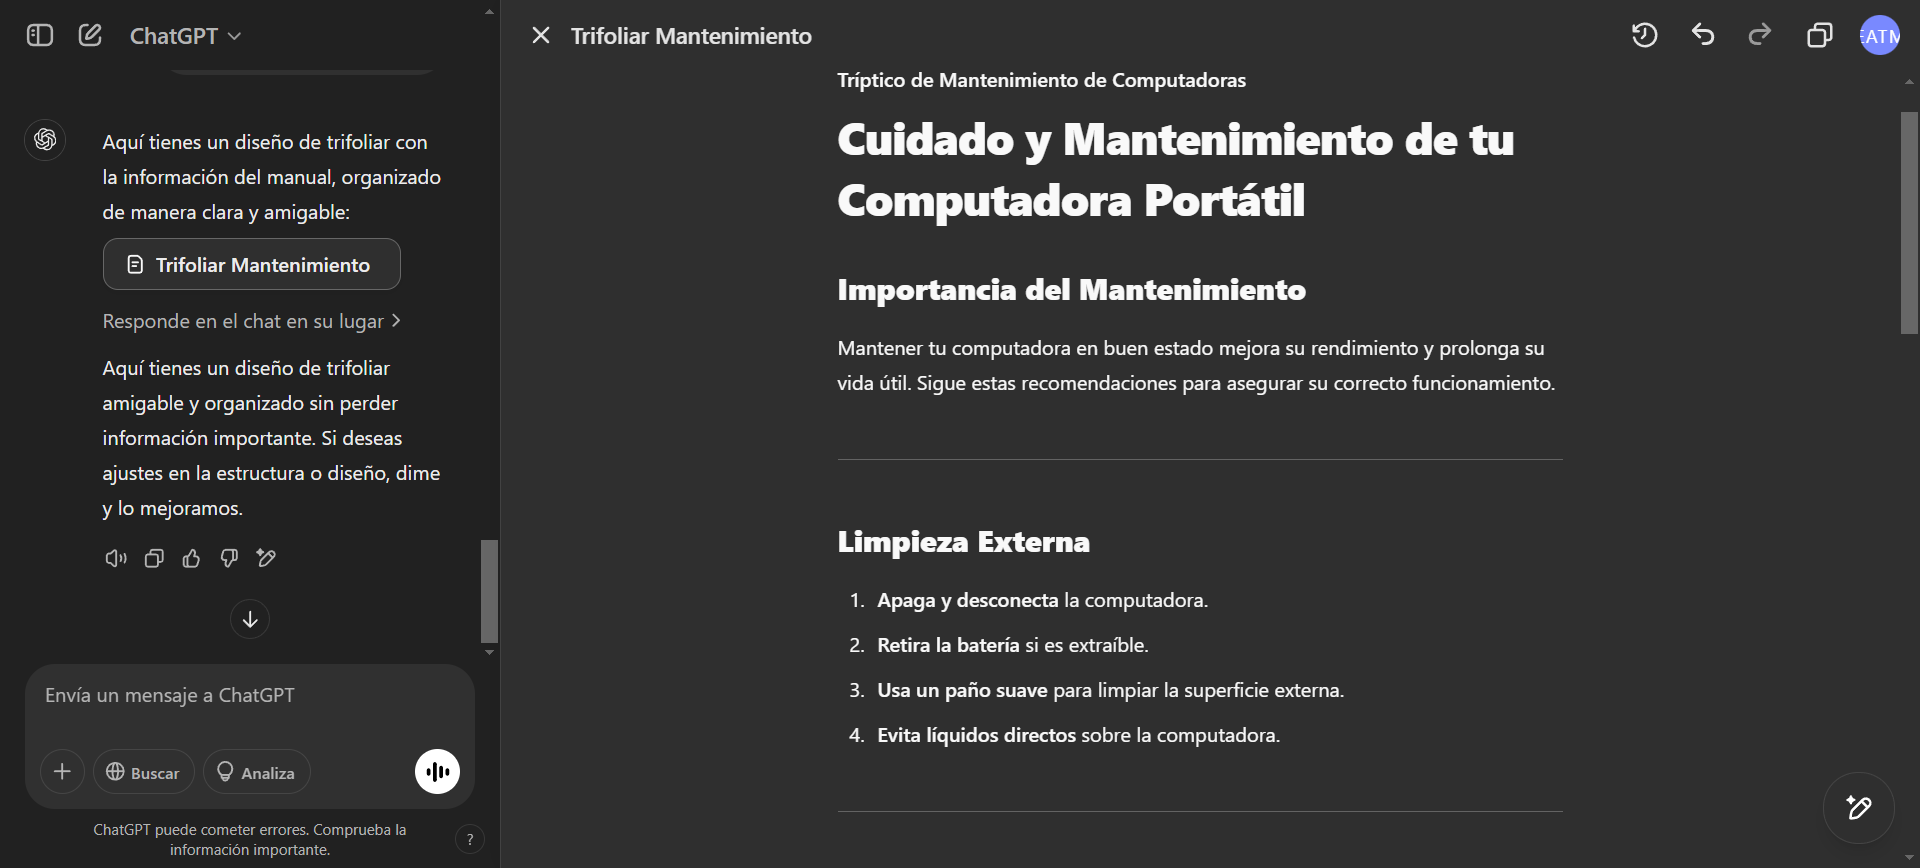 ChatGPT
Aquí tienes un diseño de trifoliar con
la información del manual, organizado
de manera clara y amigable:
Trifoliar Mantenimiento
Responde en el chat en su lugar
Aquí tienes un diseño de trifoliar
amigable y organizado sin perder
información importante. Si deseas
ajustes en la estructura o diseño, dime
y lo mejoramos.
Envía un mensaje a ChatGPT
Buscar
Analiza
ChatGPT puede cometer errores. Comprueba la
información importante.
?
Trifoliar Mantenimiento
EATM
Tríptico de Mantenimiento de Computadoras
Cuidado y Mantenimiento de tu
Computadora Portátil
Importancia del Mantenimiento
Mantener tu computadora en buen estado mejora su rendimiento y prolonga su
vida útil. Sigue estas recomendaciones para asegurar su correcto funcionamiento.
Limpieza Externa
1. Apaga y desconecta la computadora.
2. Retira la batería si es extraíble.
3. Usa un paño suave para limpiar la superficie externa.
4. Evita líquidos directos sobre la computadora.